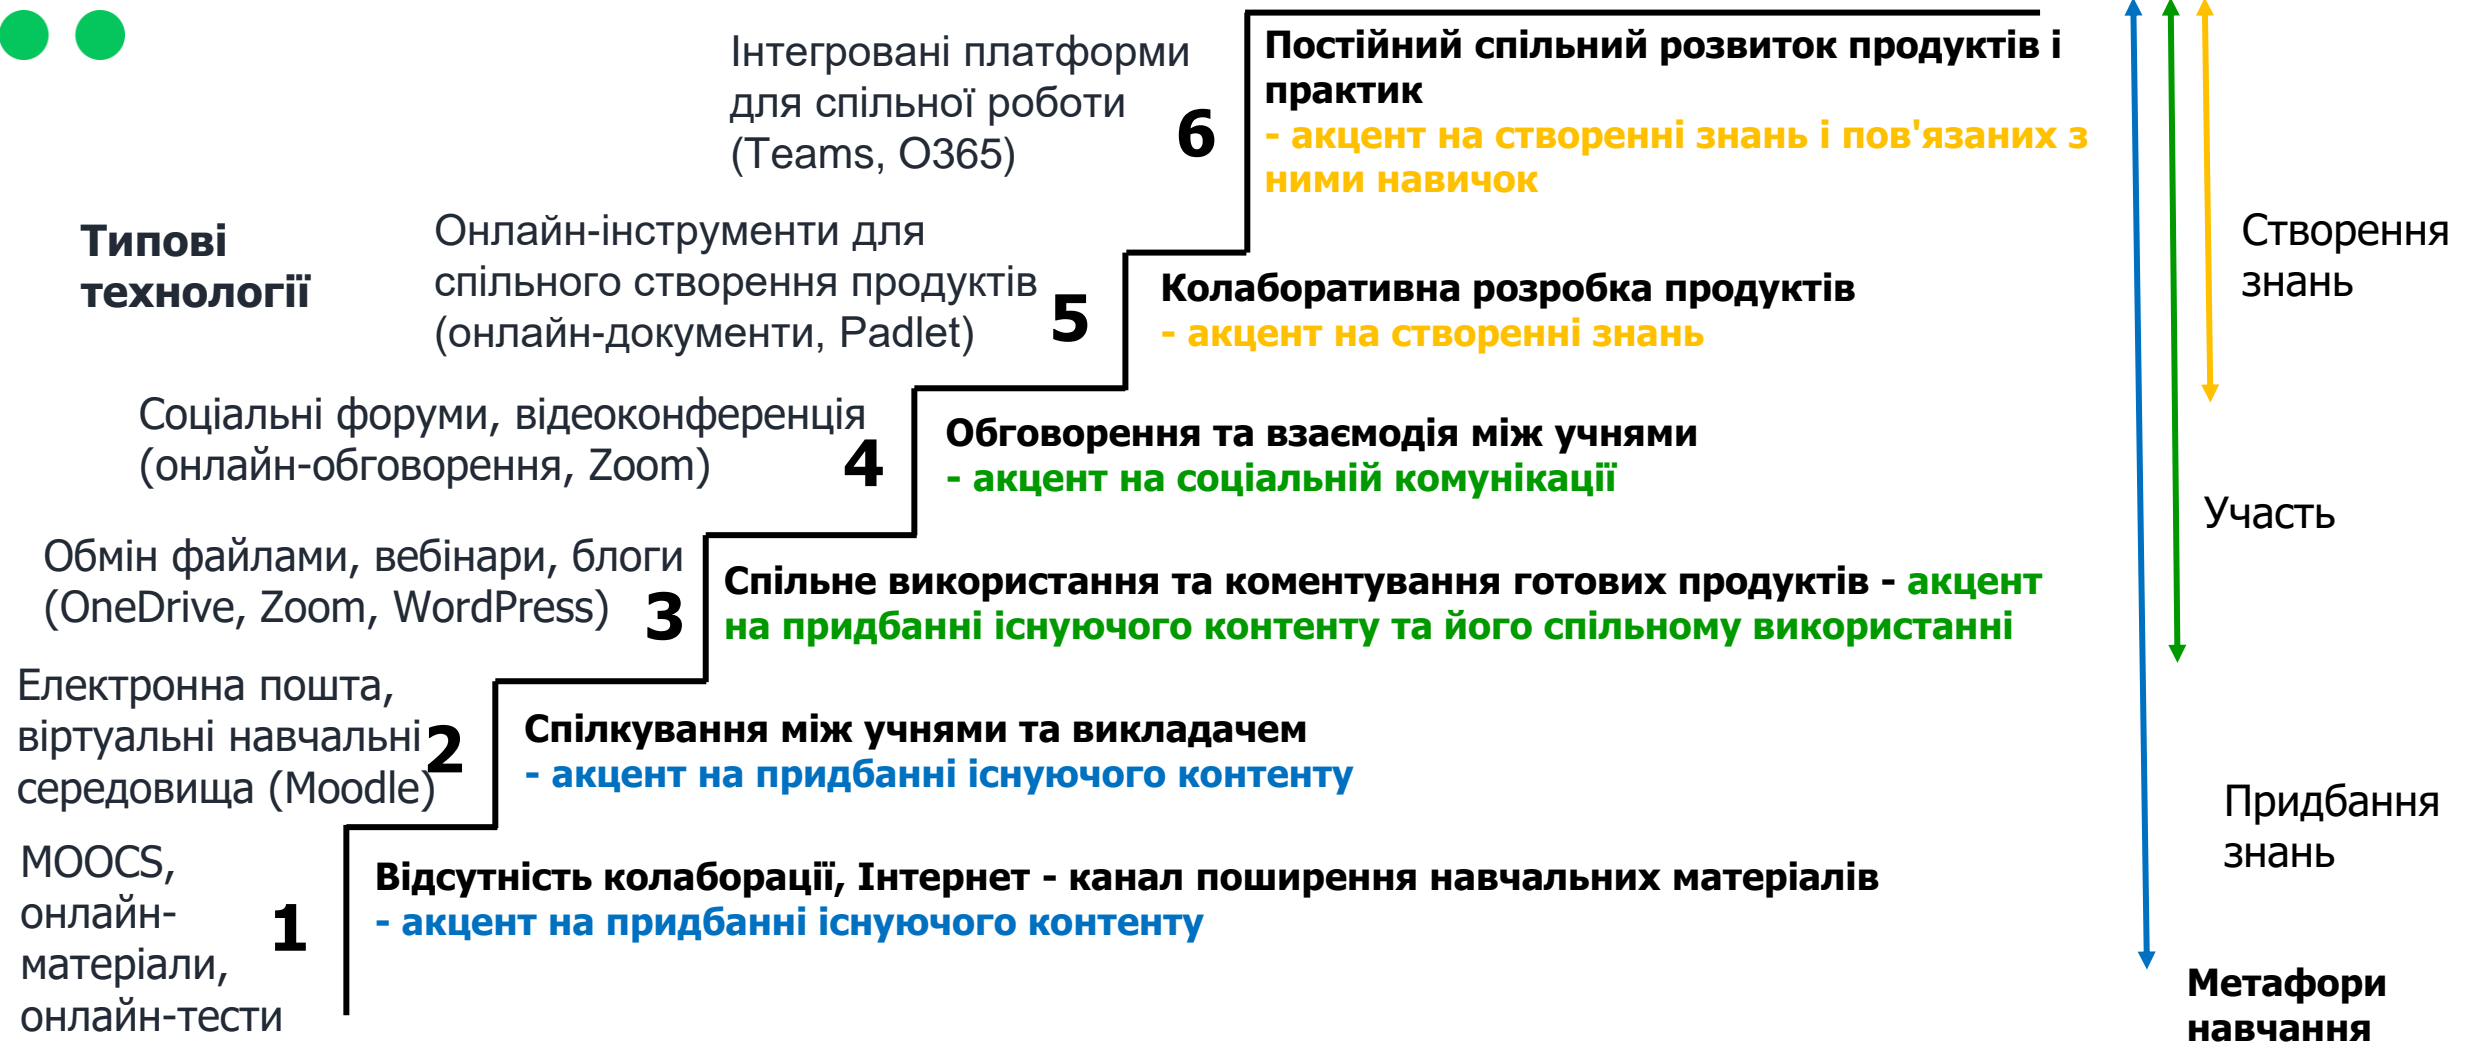 Інтегровані платформи
для спільної роботи
(Teams, O365)
6
Постійний спільний розвиток продуктів і
практик
- акцент на створенні знань і пов'язаних з
ними навичок
Типові
технології
Онлайн-інструменти для
спільного створення продуктів
(онлайн-документи, Padlet)
5
Колаборативна розробка продуктів
- акцент на створенні знань
Створення
знань
Соціальні форуми, відеоконференція
(онлайн-обговорення, Zoom)
4
Обговорення та взаємодія між учнями
- акцент на соціальній комунікації
Участь
Обмін файлами, вебінари, блоги
(OneDrive, Zoom, WordPress)
3
Спільне використання та коментування готових продуктів - акцент
на придбанні існуючого контенту та його спільному використанні
Електронна пошта,
віртуальні навчальні
середовища (Moodle)
2
Спілкування між учнями та викладачем
- акцент на придбанні існуючого контенту
Придбання
знань
MOOCS,
онлайн-
матеріали,
онлайн-тести
1
Відсутність колаборації, Інтернет - канал поширення навчальних матеріалів
- акцент на придбанні існуючого контенту
Метафори
навчання